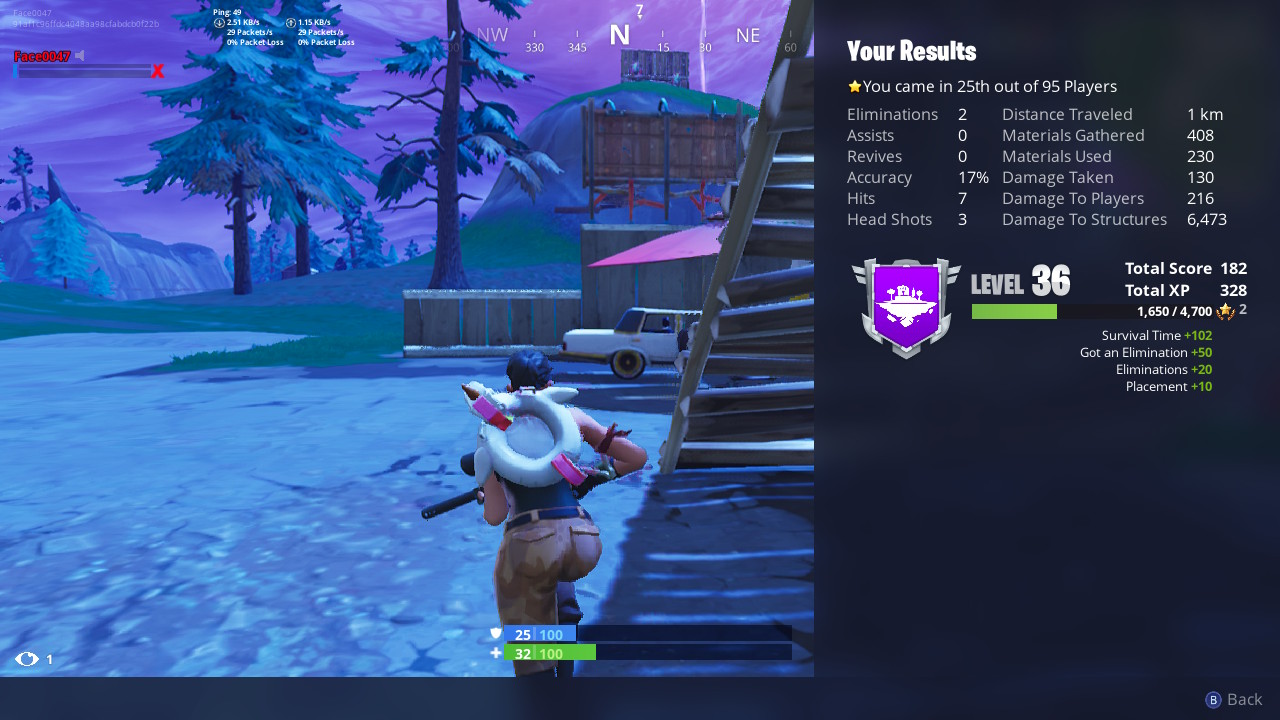 Face0047
Ping: 49
2.51 KB/s 1.15 KB/s
29 Packets/s 29 Packets/s
0% Packet Loss 0% Packet Loss
Face0047
7
NW 330 345 N 15 30 NE 60
25 100
32 100
1
Your Results
You came in 25th out of 95 Players
Eliminations 2 Distance Traveled 1 km
Assists 0 Materials Gathered 408
Revives 0 Materials Used 230
Accuracy 17% Damage Taken 130
Hits 7 Damage To Players 216
Head Shots 3 Damage To Structures 6,473
LEVEL 36
Total Score 182
Total XP 328
1,650 / 4,700 2
Survival Time +102
Got an Elimination +50
Eliminations +20
Placement +10
B Back